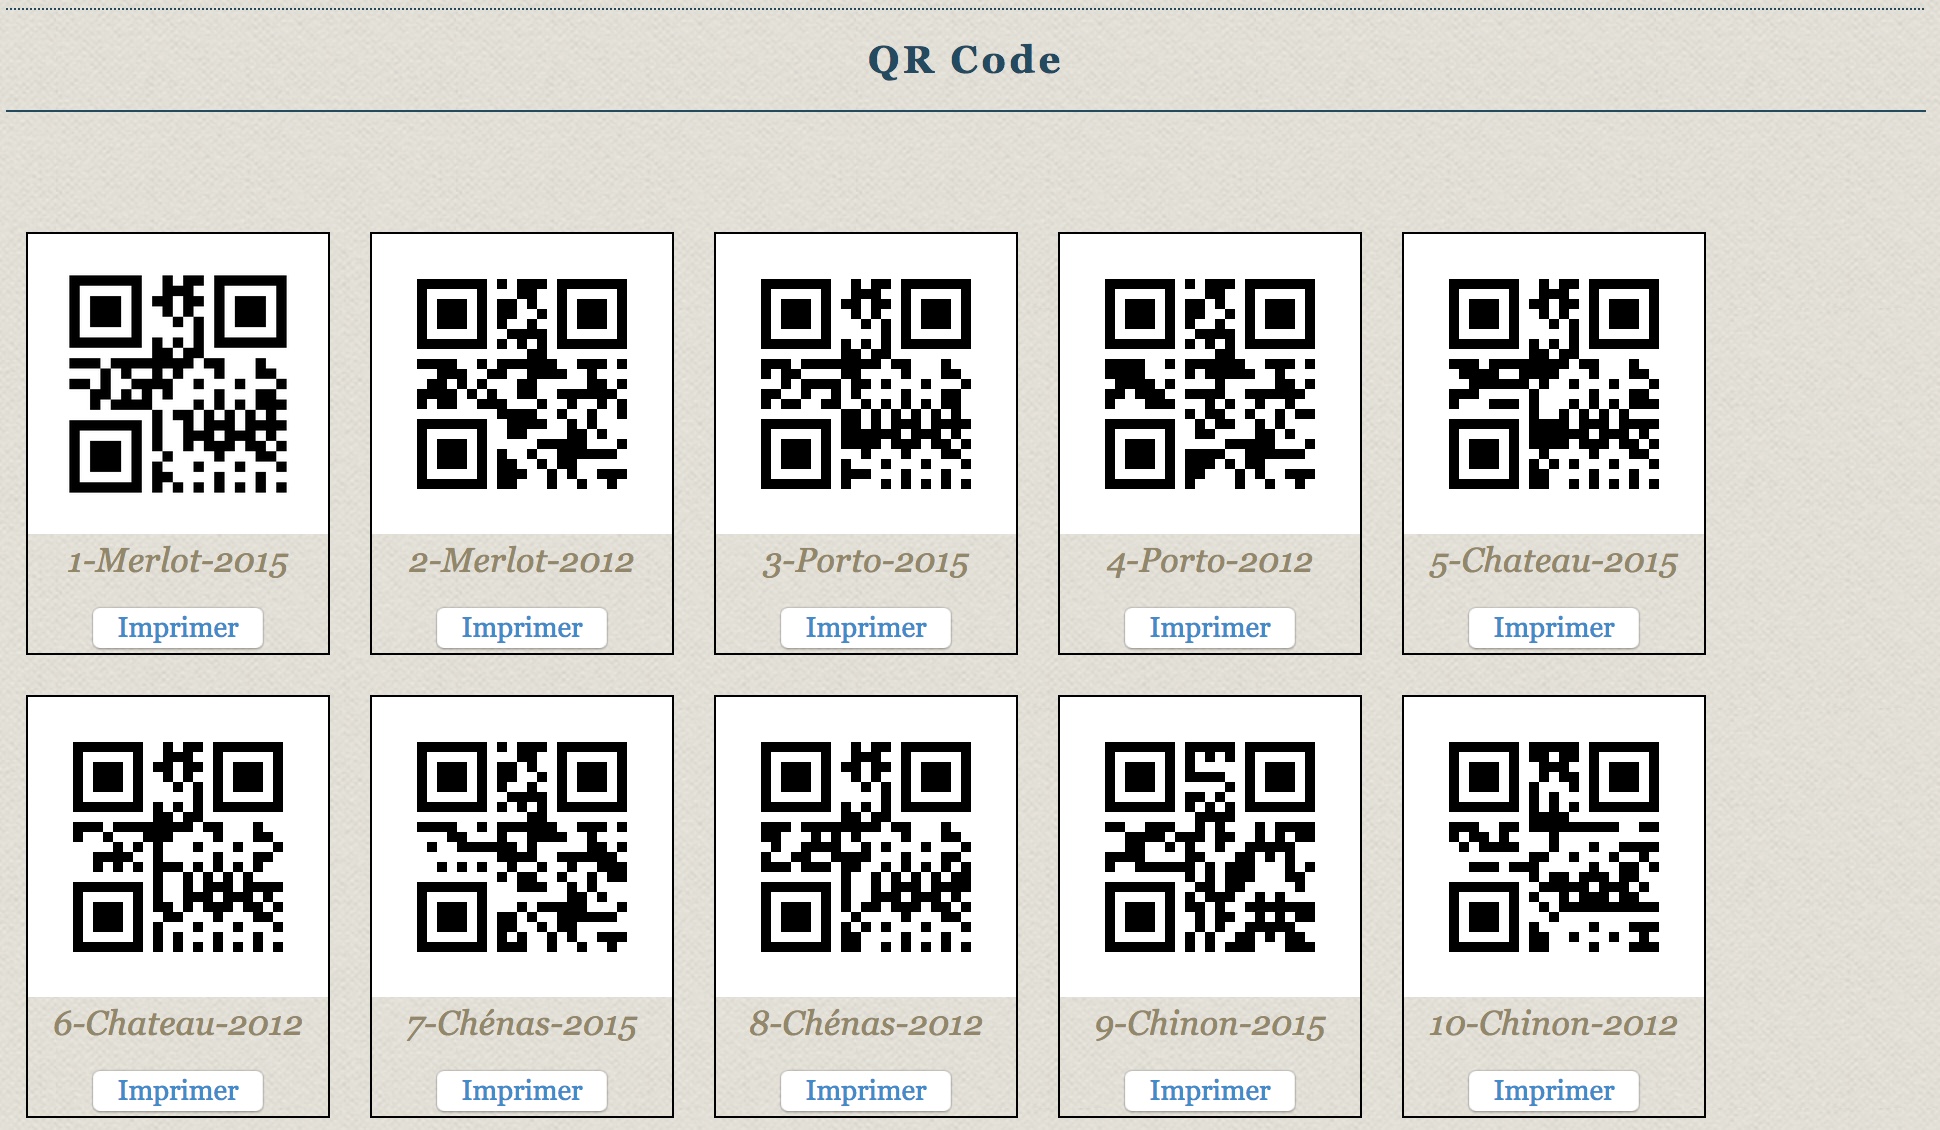 QR Code
1-Merlot-2015 2-Merlot-2012 3-Porto-2015 4-Porto-2012 5-Chateau-2015
Imprimer Imprimer Imprimer Imprimer Imprimer
6-Chateau-2012 7-Chénas-2015 8-Chénas-2012 9-Chinon-2015 10-Chinon-2012
Imprimer Imprimer Imprimer Imprimer Imprimer